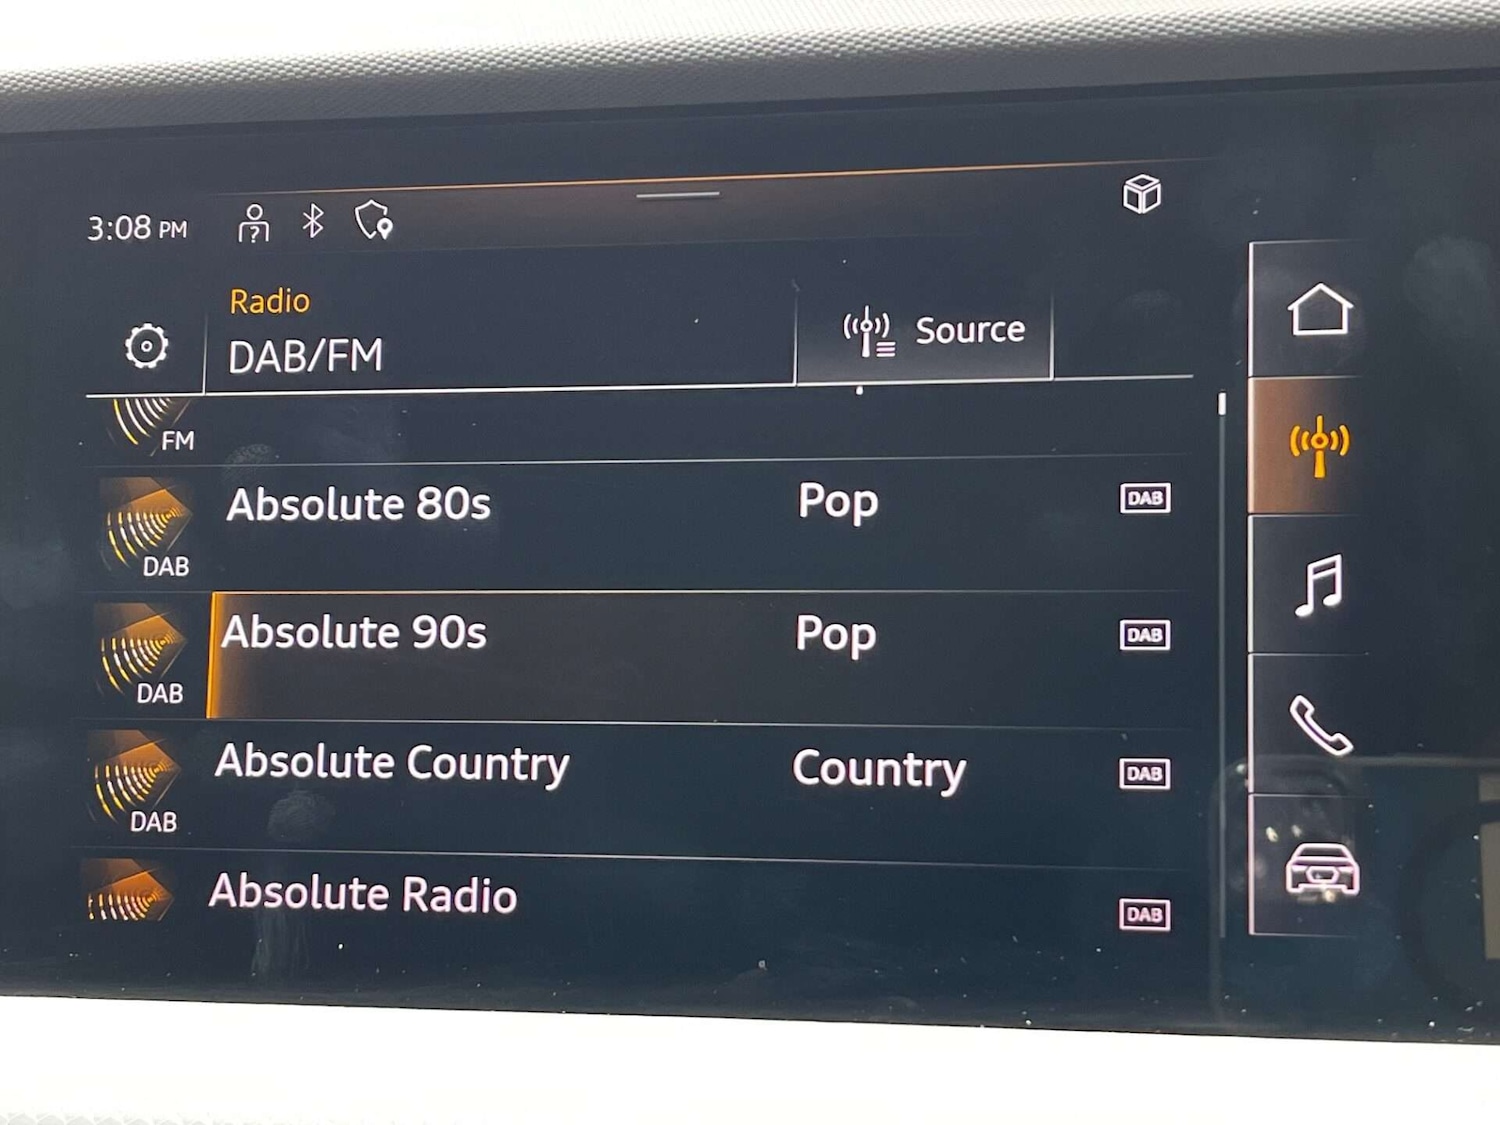 3:08 PM
?
Radio
DAB/FM
Source
FM
Absolute 80s Pop DAB
DAB
Absolute 90s Pop DAB
DAB
Absolute Country Country DAB
DAB
Absolute Radio DAB